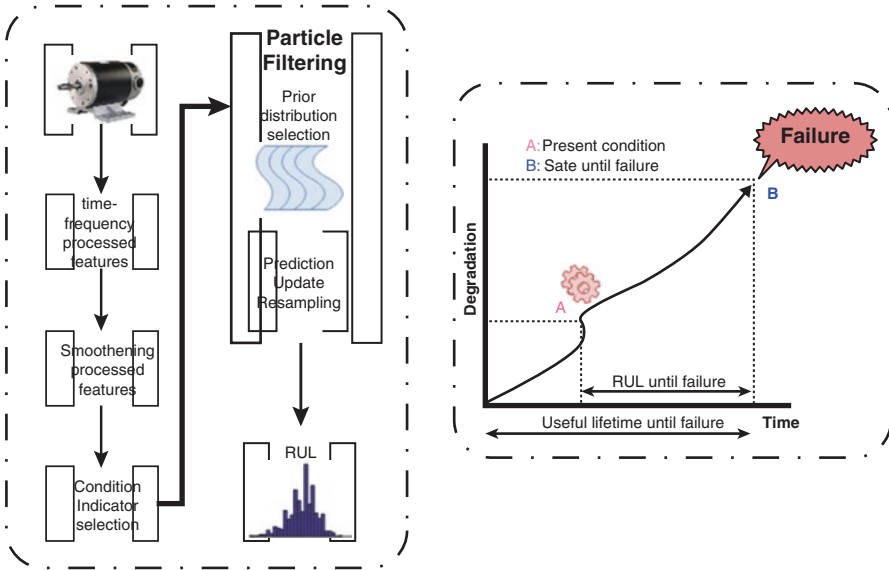 time-
frequency
processed
features
Smoothening
processed
features
Condition
Indicator
selection
Particle
Filtering
Prior
distribution
selection
Prediction
Update
Resampling
RUL
A: Present condition
B: Sate until failure
Failure
B
A
Degradation
RUL until failure
Useful lifetime until failure
Time